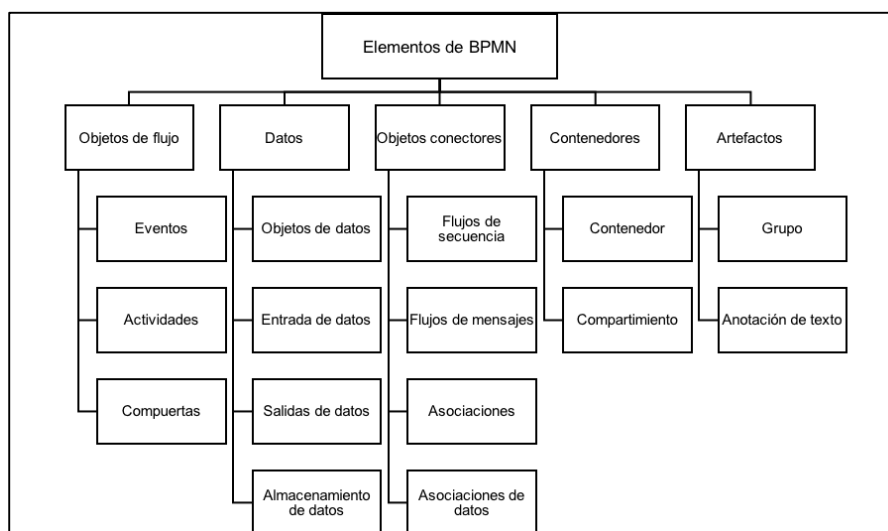 Elementos de BPMN
Objetos de flujo
Datos
Objetos conectores
Contenedores
Artefactos
Eventos
Objetos de datos
Flujos de
secuencia
Contenedor
Grupo
Actividades
Entrada de datos
Flujos de mensajes
Compartimiento
Anotación de texto
Compuertas
Salidas de datos
Asociaciones
Almacenamiento
de datos
Asociaciones de
datos